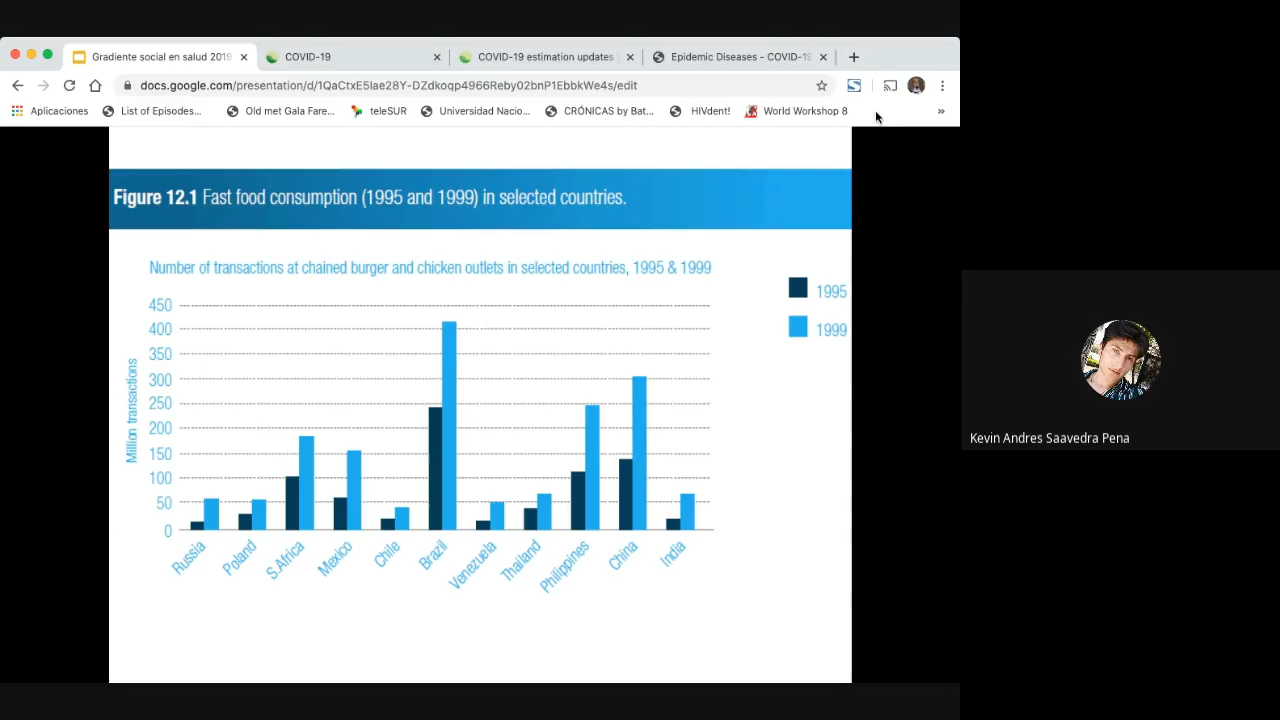 Gradiente social en salud 2019
COVID-19
COVID-19 estimation updates
Epidemic Diseases - COVID-19
docs.google.com/presentation/d/1QaCtxE5lae28Y-DZdkoqp4966Reby02bnP1EbbkWe4s/edit
Aplicaciones
List of Episodes...
Old met Gala Fare...
teleSUR
Universidad Nacio...
CRÓNICAS by Bat...
HIVdent!
World Workshop 8
»
Figure 12.1 Fast food consumption (1995 and 1999) in selected countries.
Number of transactions at chained burger and chicken outlets in selected countries, 1995 & 1999
1995
1999
Million transactions
450
400
350
300
250
200
150
100
50
0
Russia
Poland
S.Africa
Mexico
Chile
Brazil
Venezuela
Thailand
Philippines
China
India
Kevin Andres Saavedra Pena